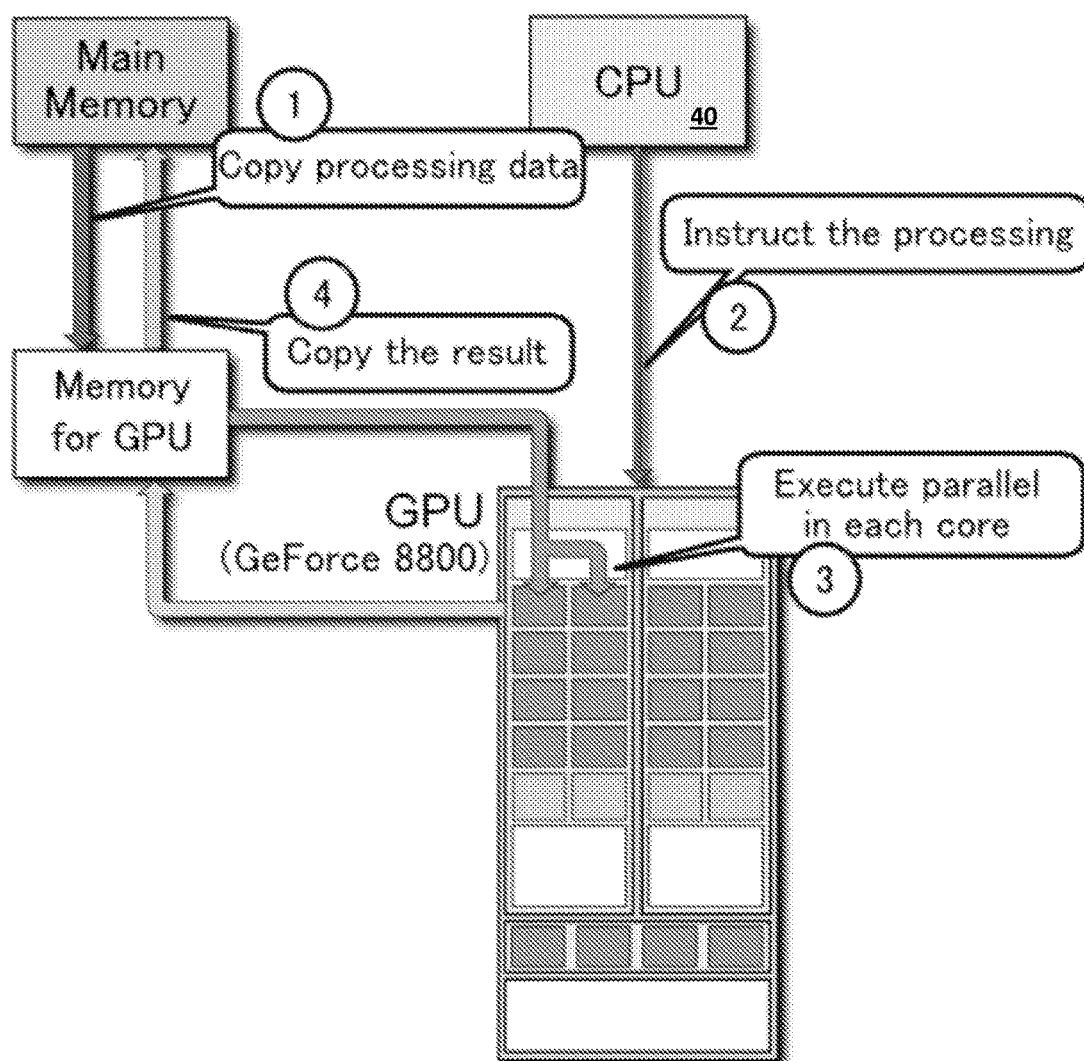 Main
Memory
CPU
40
1
Copy processing data
Instruct the processing
2
4
Copy the result
Memory
for GPU
GPU
(GeForce 8800)
Execute parallel
in each core
3